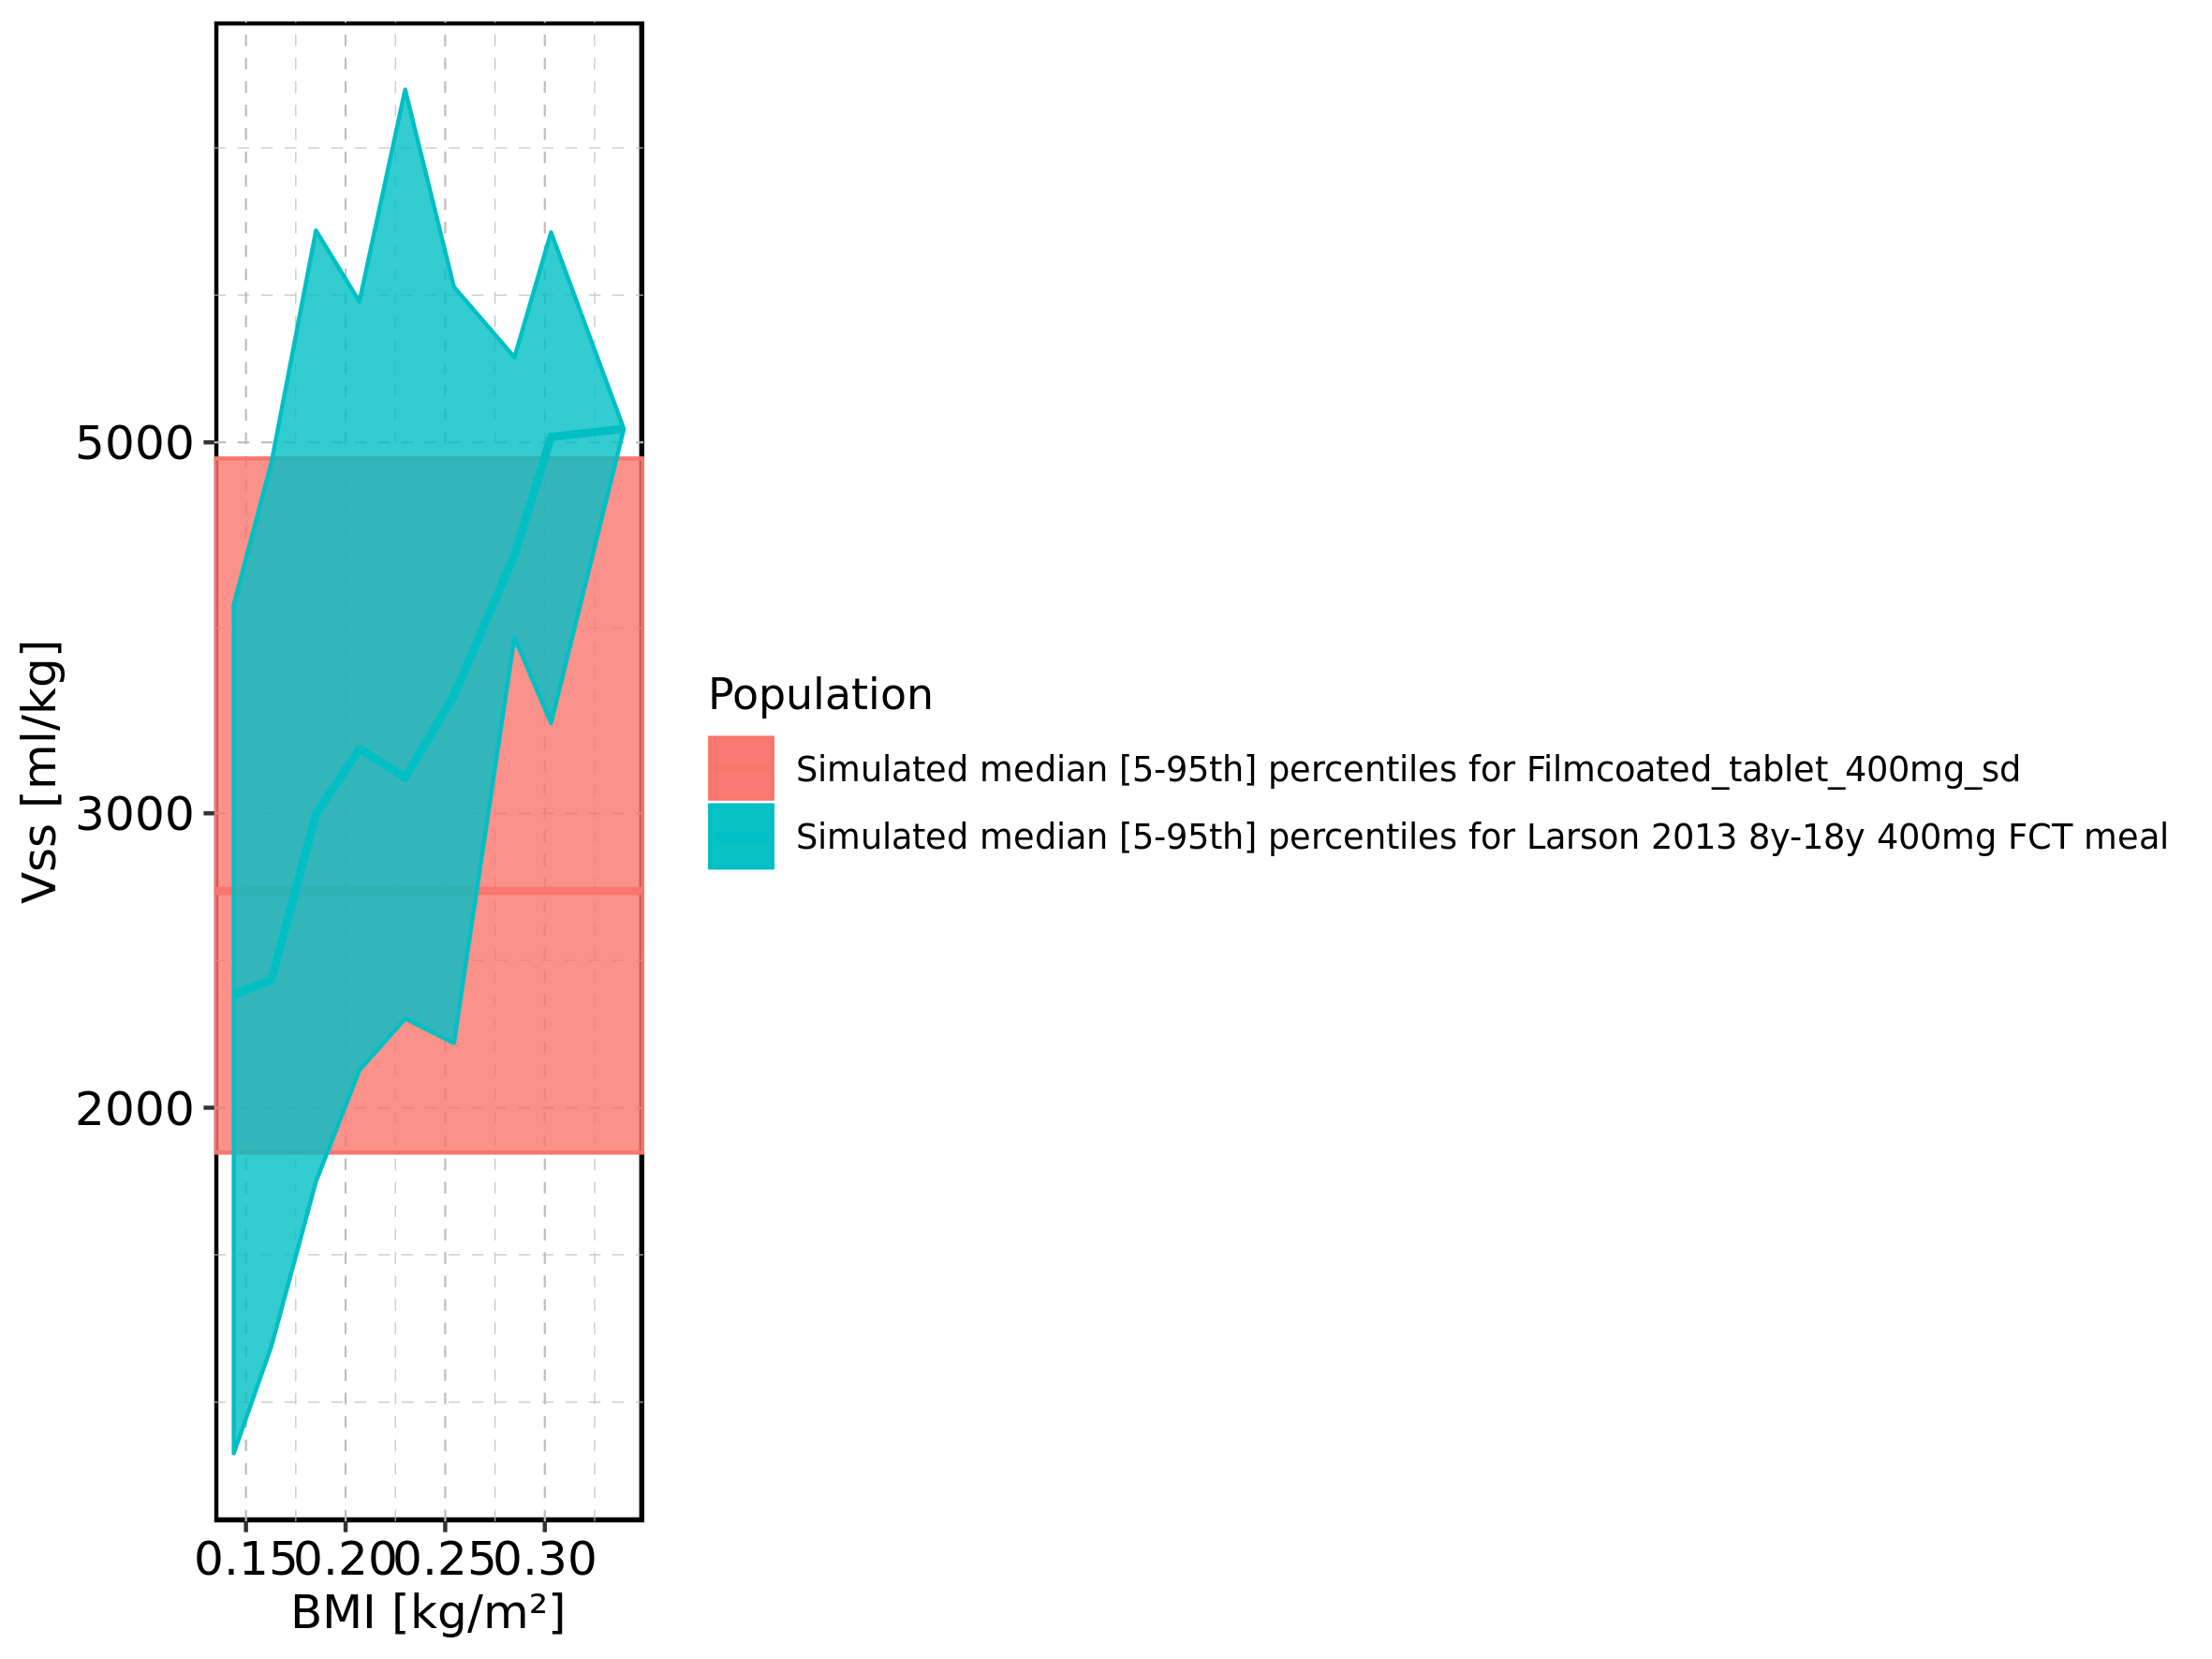 Vss [ml/kg]
5000
3000
2000
0.15 0.20 0.25 0.30
BMI [kg/m²]
Population
Simulated median [5-95th] percentiles for Filmcoated_tablet_400mg_sd
Simulated median [5-95th] percentiles for Larson 2013 8y-18y 400mg FCT meal